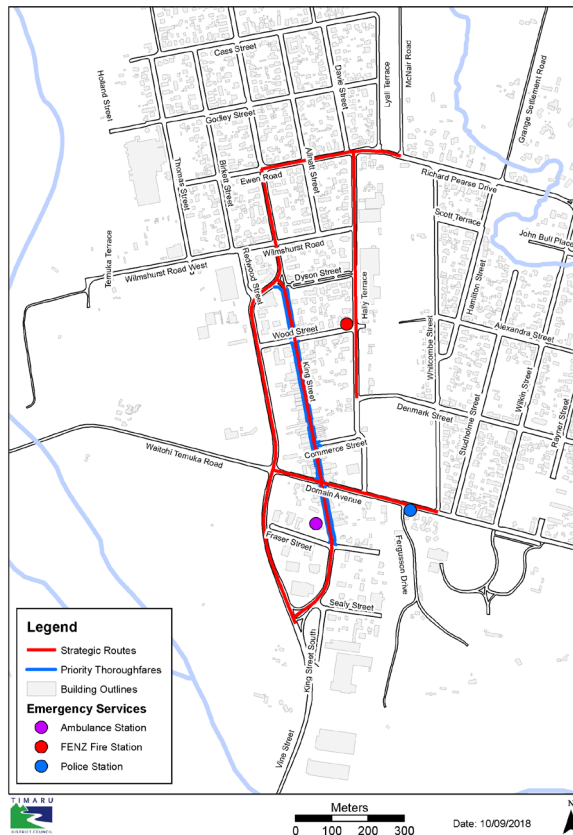 Cass Street
Holland Street
Davie Street
Lyall Terrace
McNair Road
Grange Settlement Road
Godley Street
Thomas Street
Birkett Street
Allnatt Street
Ewen Road
Richard Pearse Drive
Scott Terrace
John Bull Place
Temuka Terrace
Wilmshurst Road
Wilmshurst Road West
Redwood Street
Dyson Street
Hally Terrace
Hamilton Street
Whitcombe Street
Alexandra Street
Wood Street
King Street
Wilkin Street
Denmark Street
Studholme Street
Rayner Street
Commerce Street
Waitohi Temuka Road
Domain Avenue
Fraser Street
Fergusson Drive
Sealy Street
King Street South
Vine Street
Legend
Strategic Routes
Priority Thoroughfares
Building Outlines
Emergency Services
Ambulance Station
FENZ Fire Station
Police Station
TIMARU
DISTRICT COUNCIL
Meters
0 100 200 300
Date: 10/09/2018
N